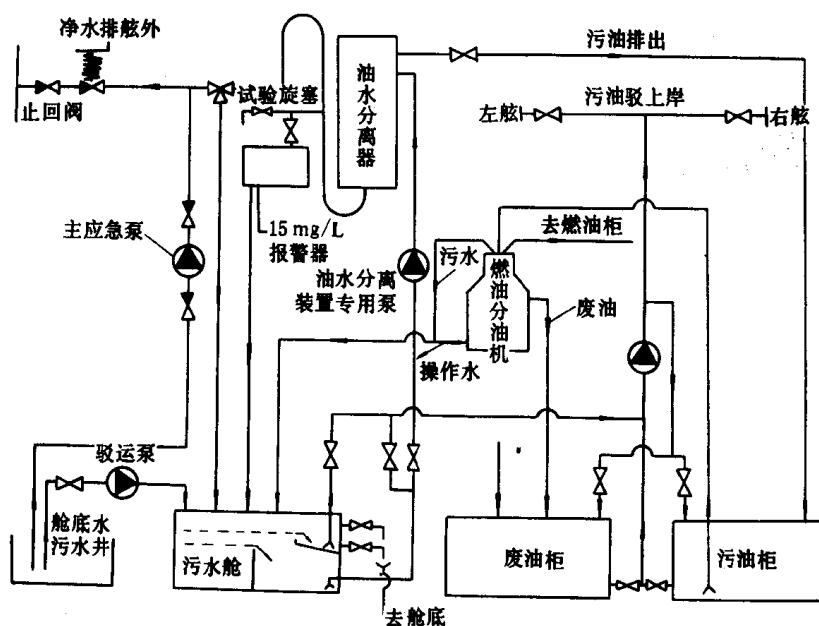 净水排舷外
止回阀
试验旋塞
油水分离器
污油排出
污油驳上岸
左舷
右舷
主应急泵
15 mg/L
报警器
油水分离
装置专用泵
污水
去燃油柜
燃油分油机
废油
操作水
驳运泵
舱底水
污水井
污水舱
去舱底
废油柜
污油柜